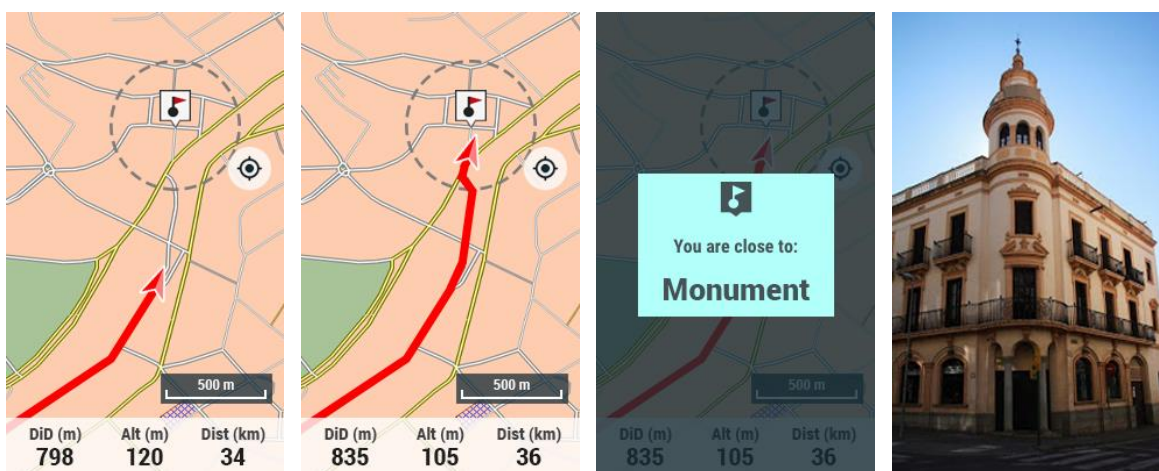 500 m
DiD (m) Alt (m) Dist (km)
798 120 34
500 m
DiD (m) Alt (m) Dist (km)
835 105 36
You are close to:
Monument
500 m
DiD (m) Alt (m) Dist (km)
835 105 36